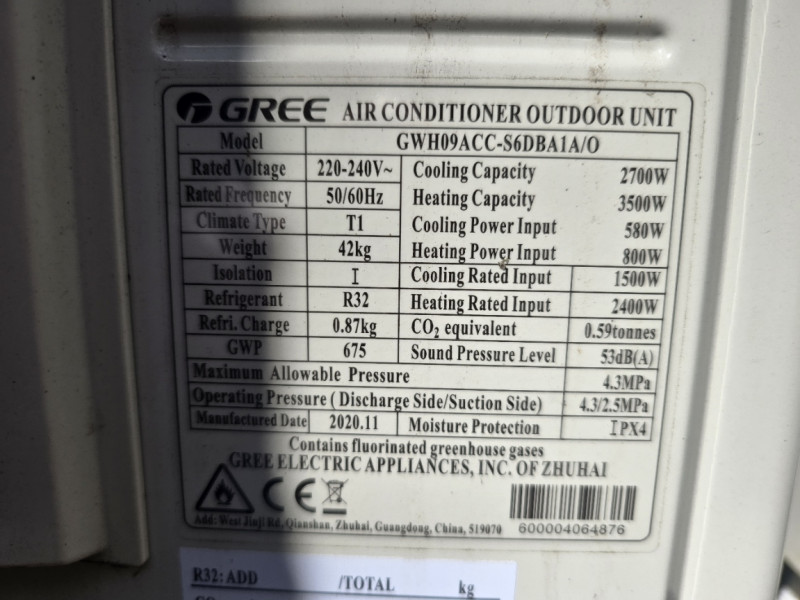 GREE AIR CONDITIONER OUTDOOR UNIT
Model GWH09ACC-S6DBA1A/O
Rated Voltage 220-240V~ Cooling Capacity 2700W
Rated Frequency 50/60Hz Heating Capacity 3500W
Climate Type T1 Cooling Power Input 580W
Weight 42kg Heating Power Input 800W
Isolation I Cooling Rated Input 1500W
Refrigerant R32 Heating Rated Input 2400W
Refri. Charge 0.87kg CO₂ equivalent 0.59tonnes
GWP 675 Sound Pressure Level 53dB(A)
Maximum Allowable Pressure 4.3MPa
Operating Pressure ( Discharge Side/Suction Side) 4.3/2.5MPa
Manufactured Date 2020.11 Moisture Protection IPX4
Contains fluorinated greenhouse gases
GREE ELECTRIC APPLIANCES, INC. OF ZHUHAI
CE
Add: West Jinji Rd, Qianshan, Zhuhai, Guangdong, China, 519070 600004064876
R32: ADD /TOTAL kg